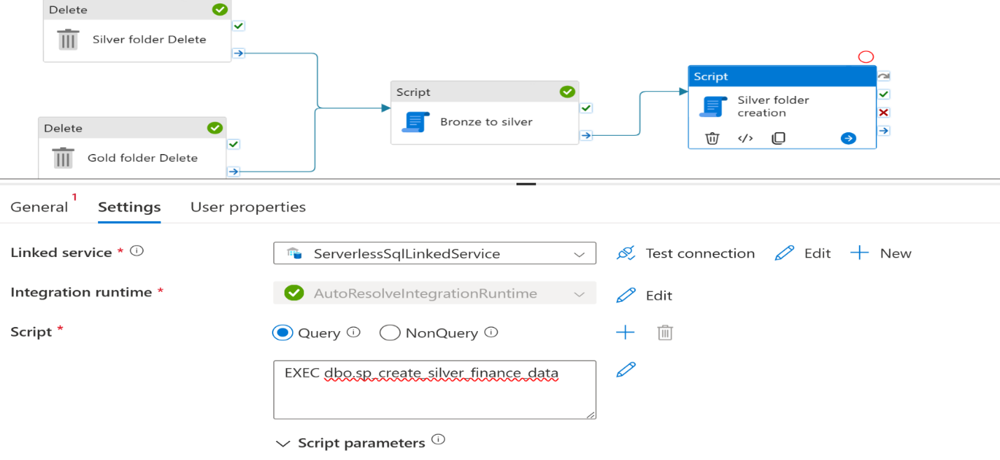 Delete
Silver folder Delete
Script
Bronze to silver
Script
Silver folder
creation
Delete
Gold folder Delete
General 1 Settings User properties
Linked service * ServerlessSqlLinkedService Test connection Edit New
Integration runtime * AutoResolveIntegrationRuntime Edit
Script * Query NonQuery
EXEC dbo.sp_create_silver_finance_data
Script parameters